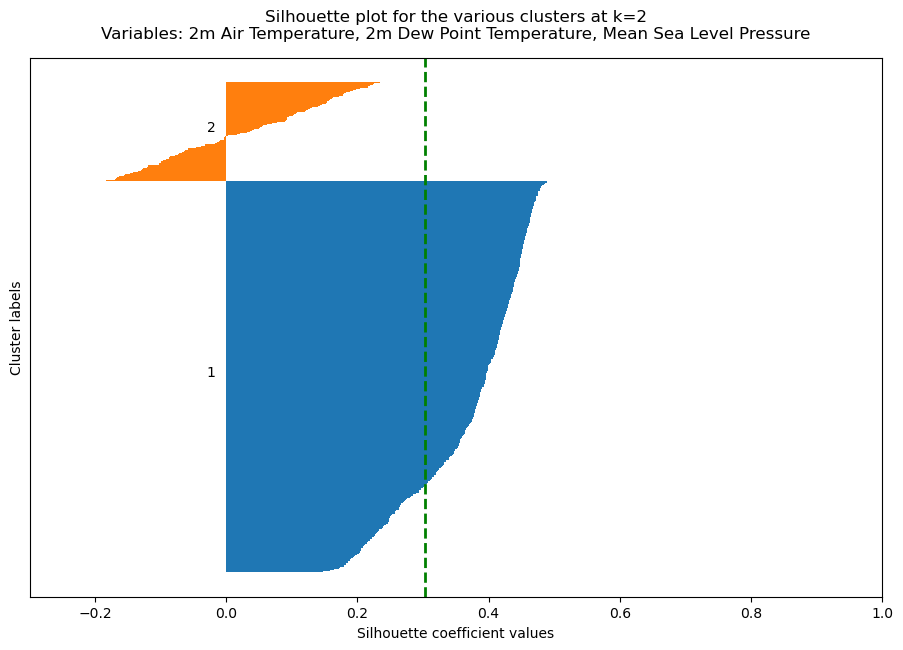 Silhouette plot for the various clusters at k=2
Variables: 2m Air Temperature, 2m Dew Point Temperature, Mean Sea Level Pressure
2
Cluster labels
1
−0.2 0.0 0.2 0.4 0.6 0.8 1.0
Silhouette coefficient values